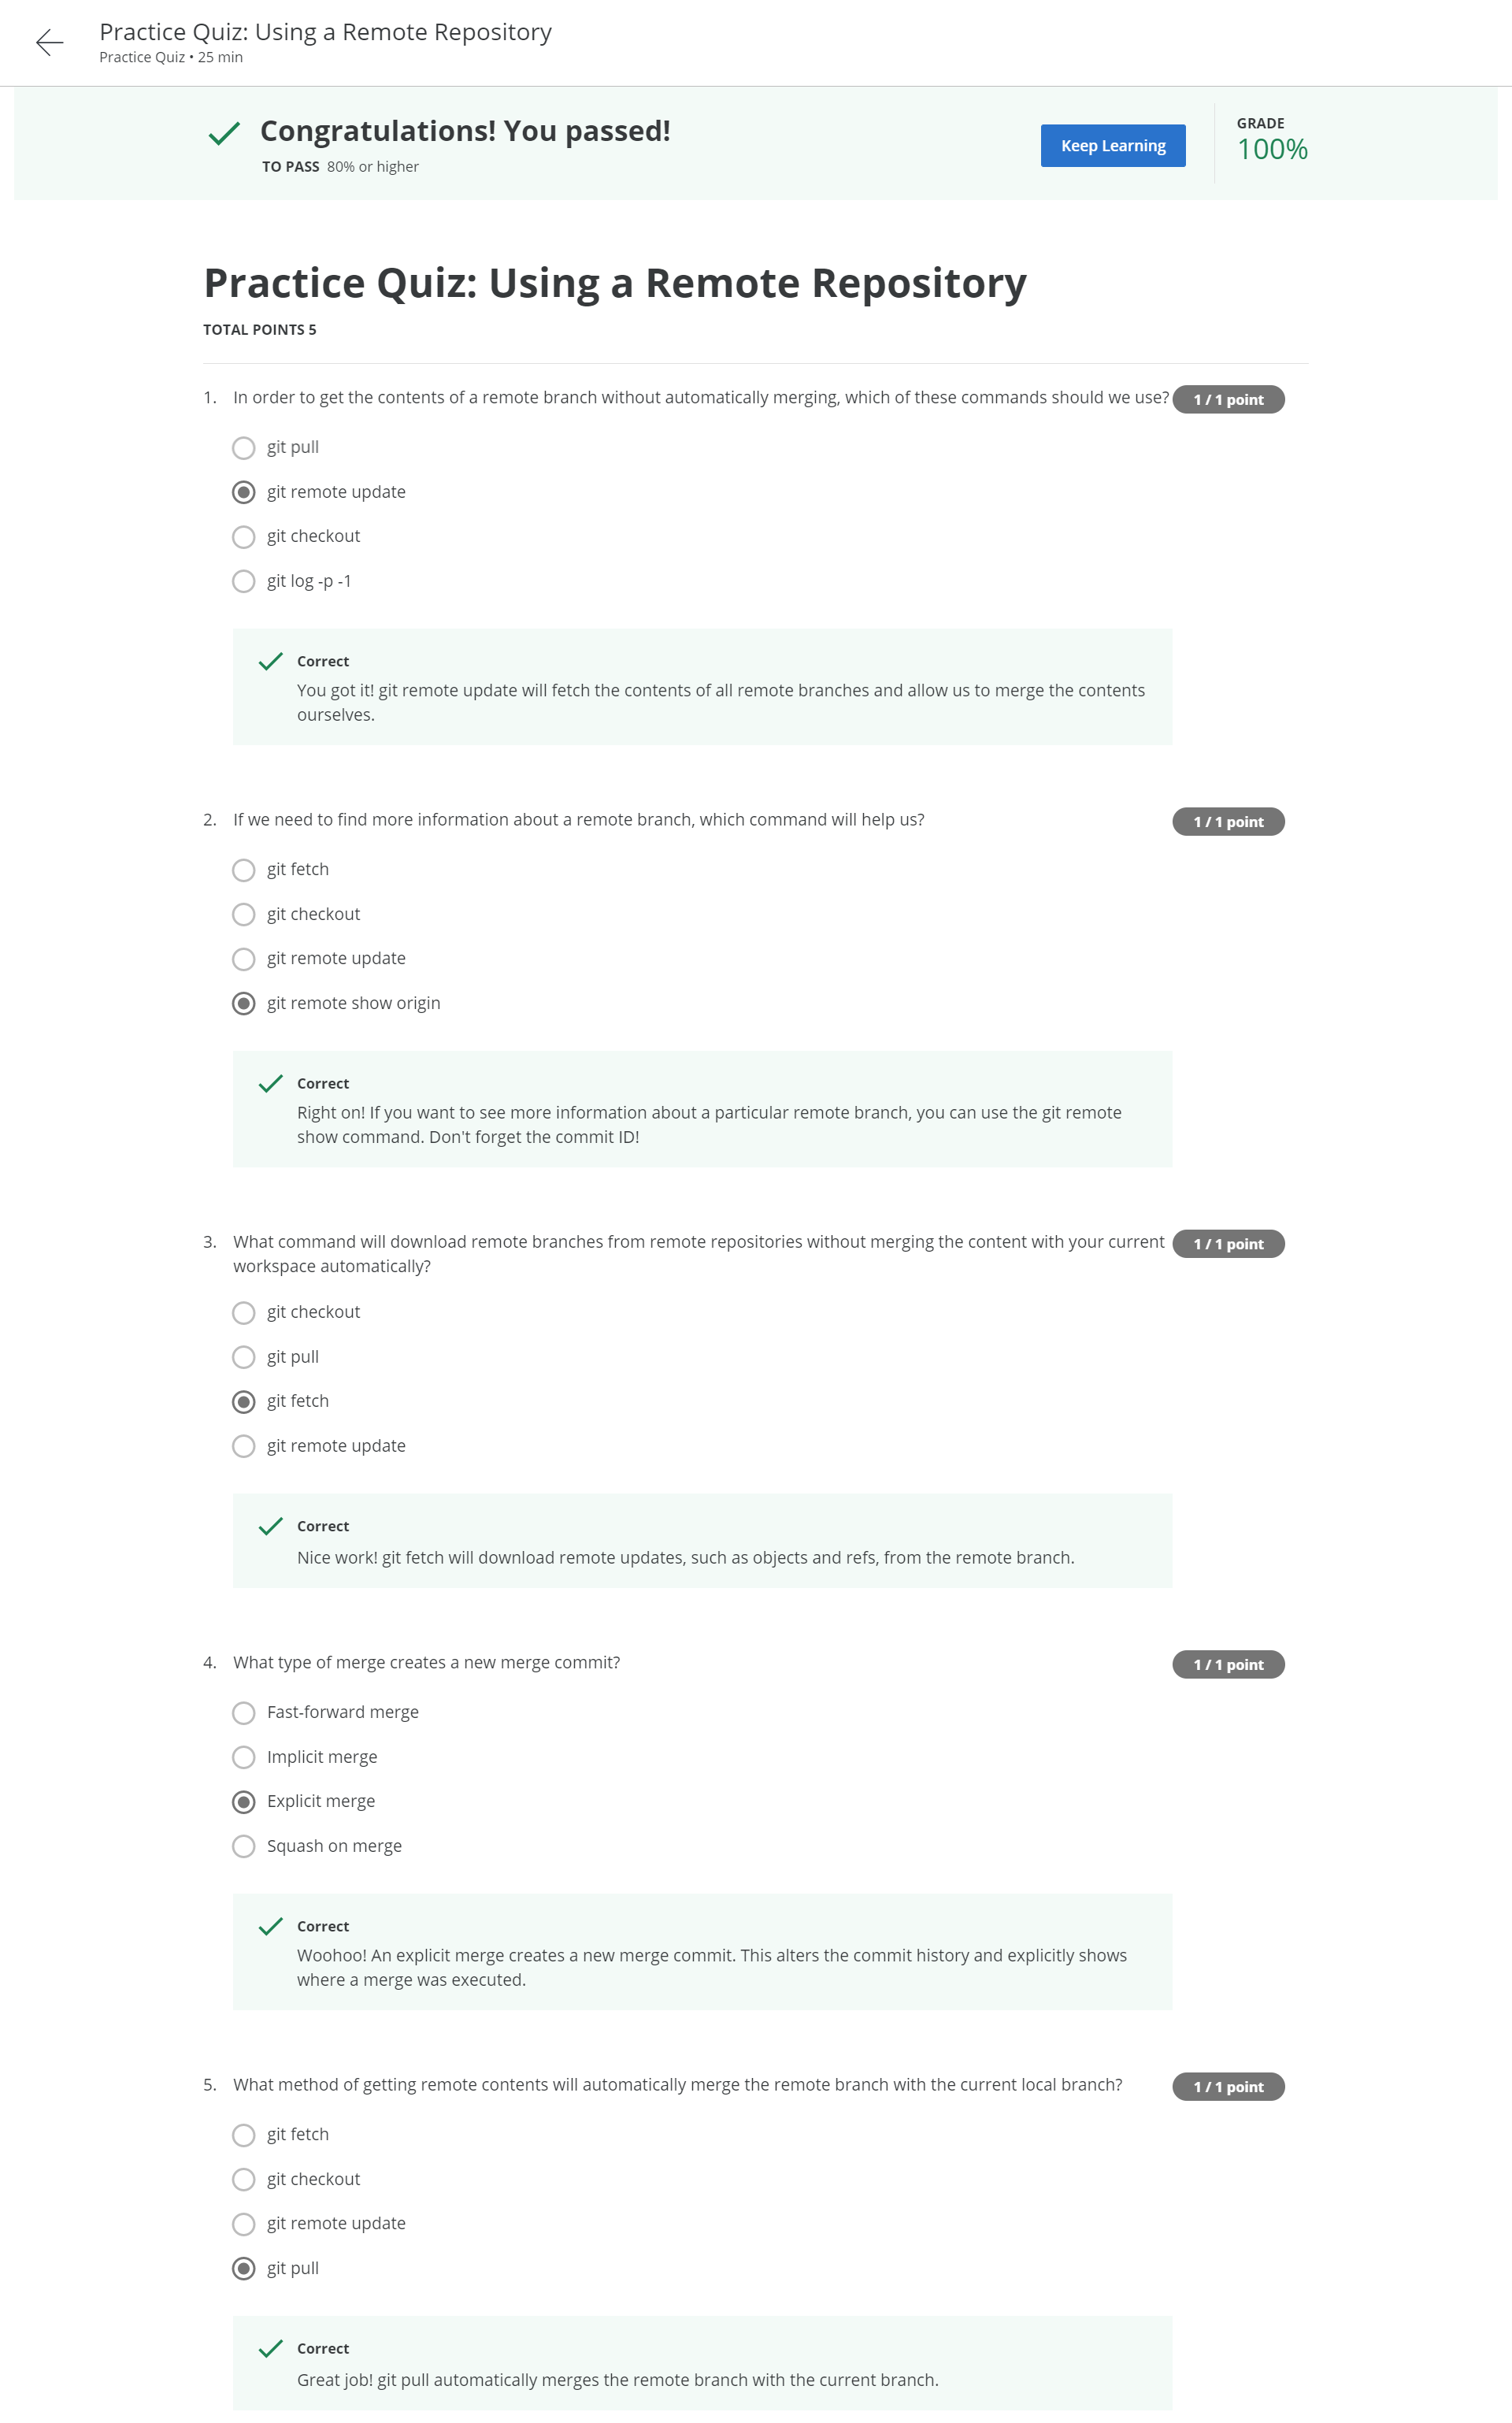 Practice Quiz: Using a Remote Repository
Practice Quiz • 25 min
Congratulations! You passed!
TO PASS 80% or higher
Keep Learning
GRADE
100%
Practice Quiz: Using a Remote Repository
TOTAL POINTS 5
1. In order to get the contents of a remote branch without automatically merging, which of these commands should we use?
1 / 1 point
git pull
git remote update
git checkout
git log -p -1
Correct
You got it! git remote update will fetch the contents of all remote branches and allow us to merge the contents
ourselves.
2. If we need to find more information about a remote branch, which command will help us?
1 / 1 point
git fetch
git checkout
git remote update
git remote show origin
Correct
Right on! If you want to see more information about a particular remote branch, you can use the git remote
show command. Don't forget the commit ID!
3. What command will download remote branches from remote repositories without merging the content with your current
workspace automatically?
1 / 1 point
git checkout
git pull
git fetch
git remote update
Correct
Nice work! git fetch will download remote updates, such as objects and refs, from the remote branch.
4. What type of merge creates a new merge commit?
1 / 1 point
Fast-forward merge
Implicit merge
Explicit merge
Squash on merge
Correct
Woohoo! An explicit merge creates a new merge commit. This alters the commit history and explicitly shows
where a merge was executed.
5. What method of getting remote contents will automatically merge the remote branch with the current local branch?
1 / 1 point
git fetch
git checkout
git remote update
git pull
Correct
Great job! git pull automatically merges the remote branch with the current branch.